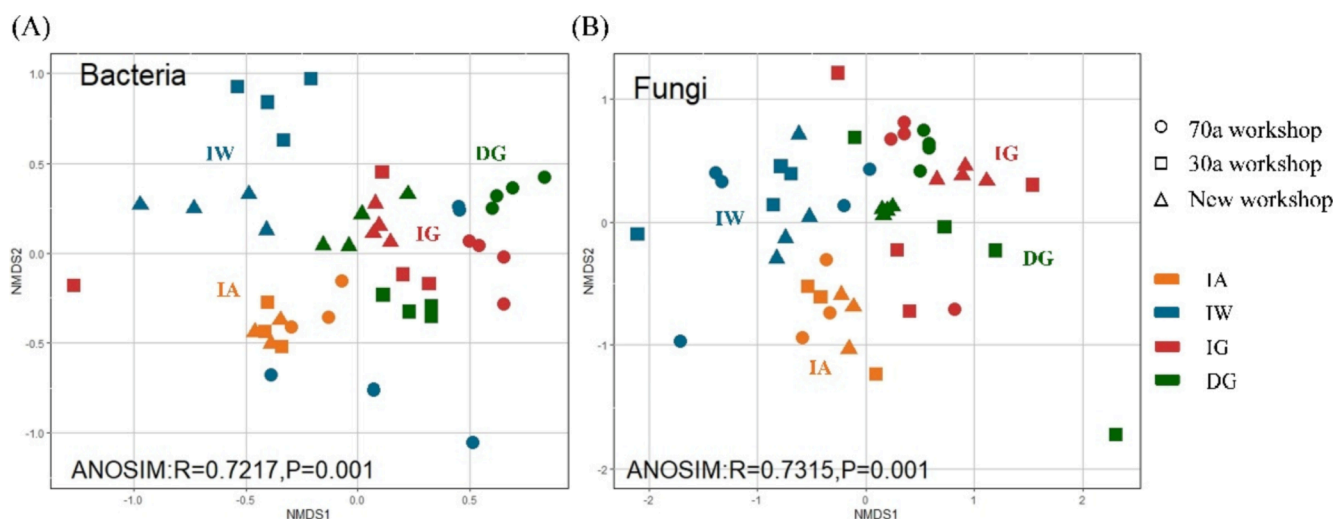 (A)
Bacteria
IW
DG
IG
IA
ANOSIM:R=0.7217,P=0.001
NMDS2
1.0
0.5
0.0
-0.5
-1.0
-1.0
-0.5
0.0
0.5
NMDS1
(B)
Fungi
IG
IW
DG
IA
ANOSIM:R=0.7315,P=0.001
NMDS2
1
0
-1
-2
-2
-1
0
1
2
NMDS1
70a workshop
30a workshop
New workshop
IA
IW
IG
DG